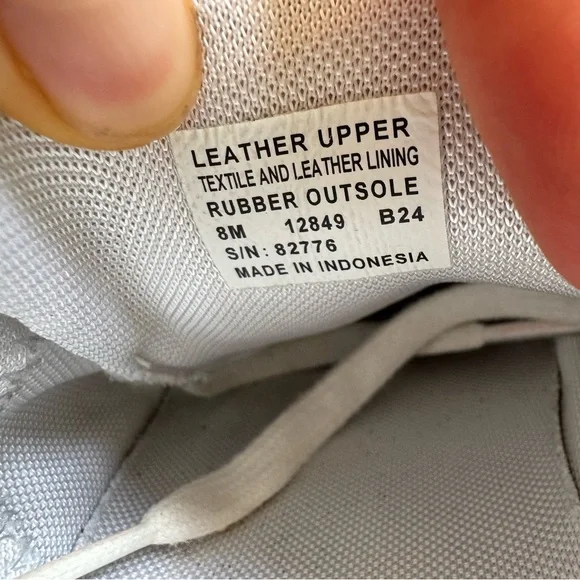 LEATHER UPPER
TEXTILE AND LEATHER LINING
RUBBER OUTSOLE
8M 12849 B24
S/N: 82776
MADE IN INDONESIA